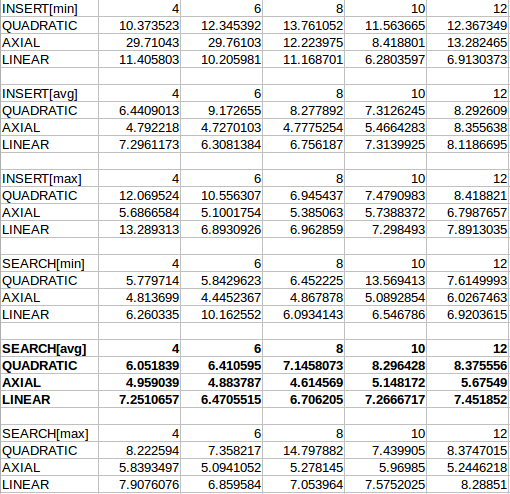 INSERT[min] 4 6 8 10 12
QUADRATIC 10.373523 12.345392 13.761052 11.563665 12.367349
AXIAL 29.71043 29.76103 12.223975 8.418801 13.282465
LINEAR 11.405803 10.205981 11.168701 6.2803597 6.9130373
INSERT[avg] 4 6 8 10 12
QUADRATIC 6.4409013 9.172655 8.277892 7.3126245 8.292609
AXIAL 4.792218 4.7270103 4.7775254 5.4664283 8.355638
LINEAR 7.2961173 6.3081384 6.756187 7.3139925 8.1186695
INSERT[max] 4 6 8 10 12
QUADRATIC 12.069524 10.556307 6.945437 7.4790983 8.418821
AXIAL 5.6866584 5.1001754 5.385063 5.7388372 6.7987657
LINEAR 13.289313 6.8930926 6.962859 7.298493 7.8913035
SEARCH[min] 4 6 8 10 12
QUADRATIC 5.779714 5.8429623 6.452225 13.569413 7.6149993
AXIAL 4.813699 4.4452367 4.867878 5.0892854 6.0267463
LINEAR 6.260335 10.162552 6.0934143 6.546786 6.9203615
SEARCH[avg] 4 6 8 10 12
QUADRATIC 6.051839 6.410595 7.1458073 8.296428 8.375556
AXIAL 4.959039 4.883787 4.614569 5.148172 5.67549
LINEAR 7.2510657 6.4705515 6.706205 7.2666717 7.451852
SEARCH[max] 4 6 8 10 12
QUADRATIC 8.222594 7.358217 14.797882 7.439905 8.3747015
AXIAL 5.8393497 5.0941052 5.278145 5.96985 5.2446218
LINEAR 7.9076076 6.859584 7.053964 7.5752025 8.28851